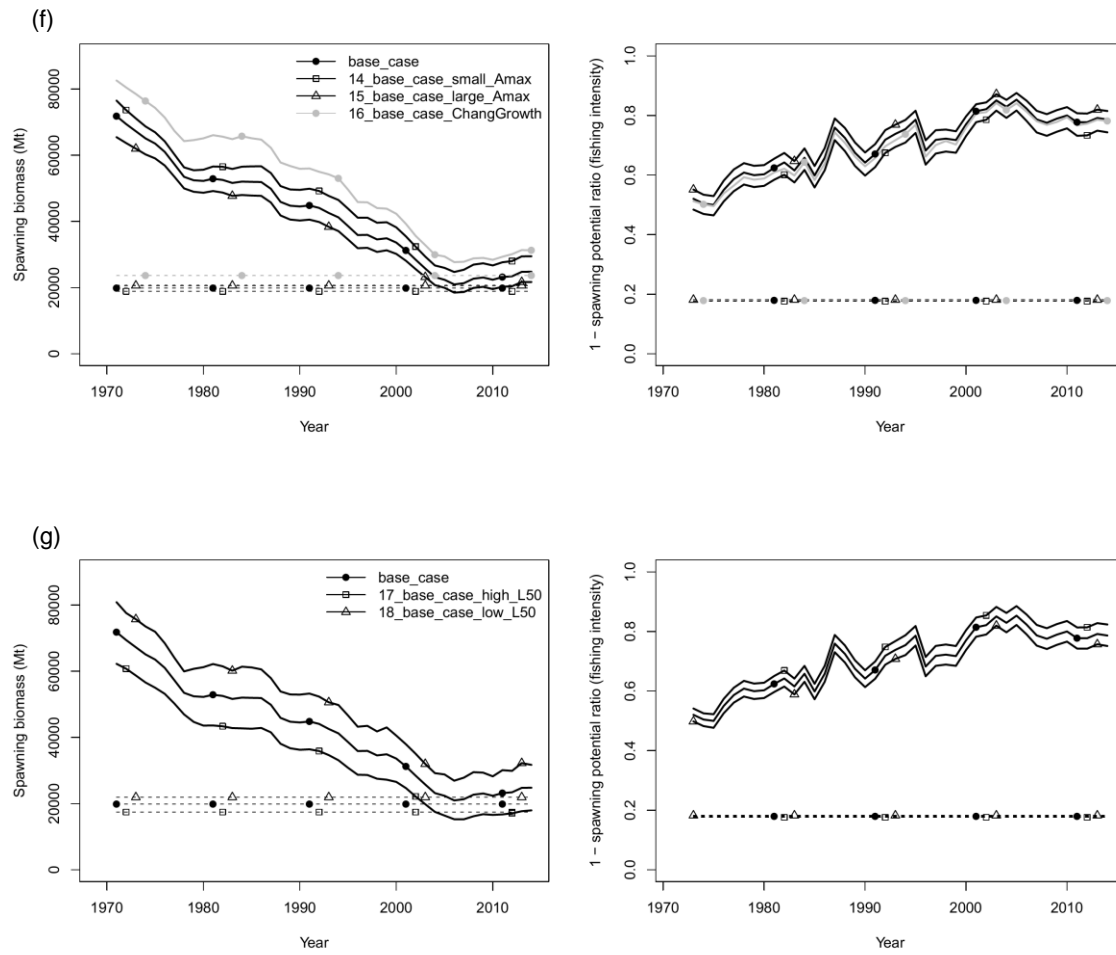 (f)
Spawning biomass (Mt)
80000
60000
40000
20000
0
base_case
14_base_case_small_Amax
15_base_case_large_Amax
16_base_case_ChangGrowth
1970 1980 1990 2000 2010
Year
1 − spawning potential ratio (fishing intensity)
1.0
0.8
0.6
0.4
0.2
0.0
1970 1980 1990 2000 2010
Year
(g)
Spawning biomass (Mt)
80000
60000
40000
20000
0
base_case
17_base_case_high_L50
18_base_case_low_L50
1970 1980 1990 2000 2010
Year
1 − spawning potential ratio (fishing intensity)
1.0
0.8
0.6
0.4
0.2
0.0
1970 1980 1990 2000 2010
Year